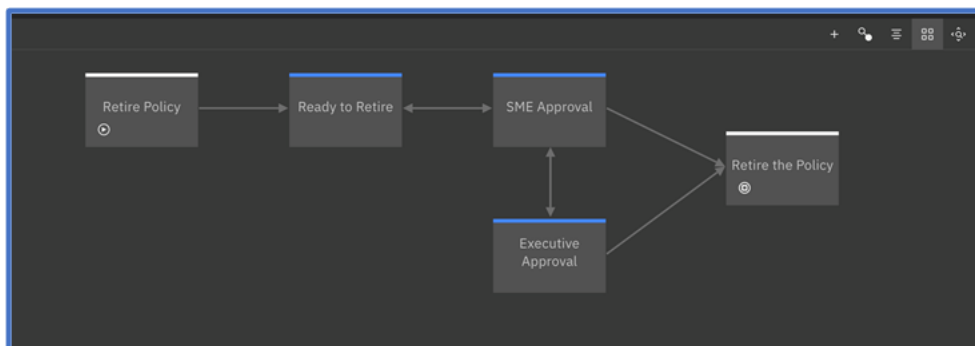 Retire Policy
Ready to Retire
SME Approval
Retire the Policy
Executive
Approval